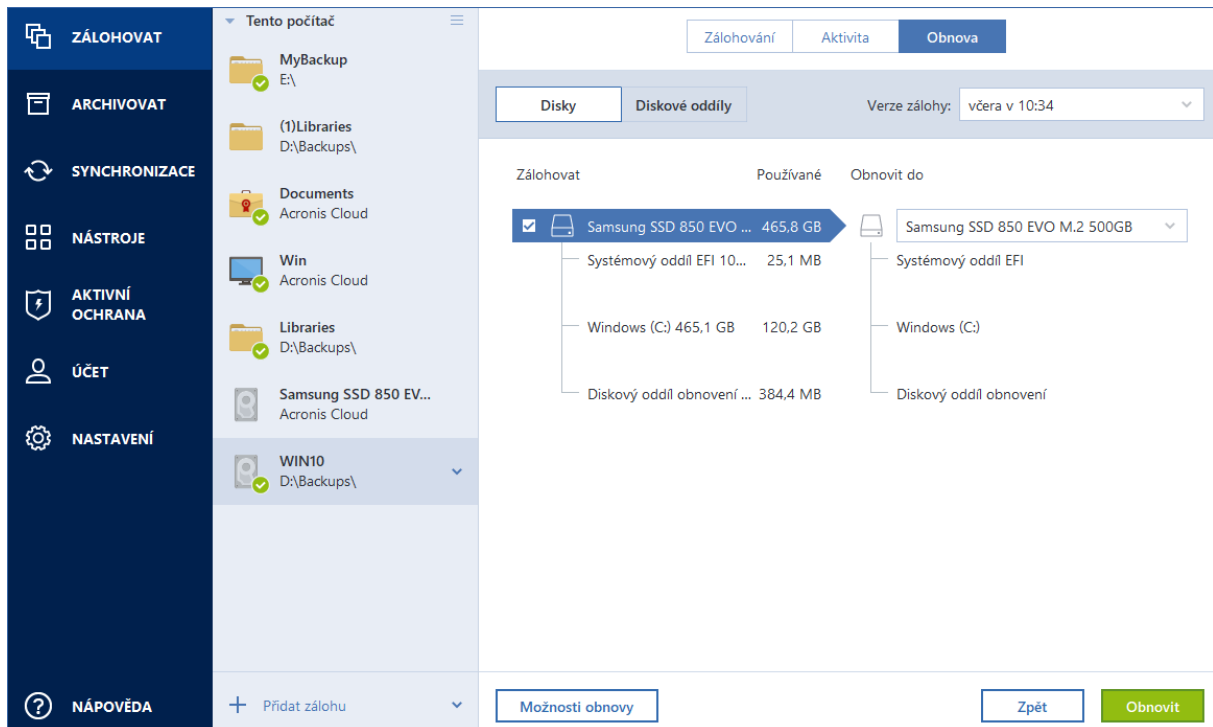 ZÁLOHOVAT
ARCHIVOVAT
SYNCHRONIZACE
NÁSTROJE
AKTIVNÍ
OCHRANA
ÚČET
NASTAVENÍ
NÁPOVĚDA
Tento počítač
MyBackup
E:\
(1)Libraries
D:\Backups\
Documents
Acronis Cloud
Win
Acronis Cloud
Libraries
D:\Backups\
Samsung SSD 850 EV...
Acronis Cloud
WIN10
D:\Backups\
Přidat zálohu
Zálohování Aktivita Obnova
Disky Diskové oddíly Verze zálohy: včera v 10:34
Zálohovat Používané Obnovit do
Samsung SSD 850 EVO ... 465,8 GB Samsung SSD 850 EVO M.2 500GB
Systémový oddíl EFI 10... 25,1 MB Systémový oddíl EFI
Windows (C:) 465,1 GB 120,2 GB Windows (C:)
Diskový oddíl obnovení ... 384,4 MB Diskový oddíl obnovení
Možnosti obnovy Zpět Obnovit